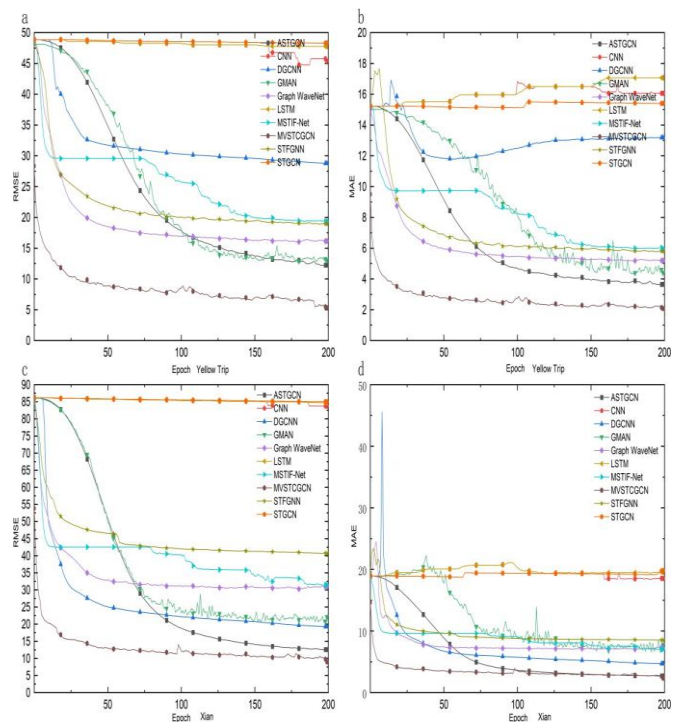 a
50
45
40
35
30
25
20
15
10
5
0
RMSE
50
100
150
200
Epoch Yellow Trip
ASTGCN
CNN
DGCNN
GMAN
Graph WaveNet
LSTM
MSTIF-Net
MVSTCGCN
STFGNN
STGCN
b
20
18
16
14
12
10
8
6
4
2
0
MAE
50
100
150
200
Epoch Yellow Trip
ASTGCN
CNN
DGCNN
GMAN
Graph WaveNet
LSTM
MSTIF-Net
MVSTCGCN
STFGNN
STGCN
c
90
85
80
75
70
65
60
55
50
45
40
35
30
25
20
15
10
5
0
RMSE
50
100
150
200
Epoch Xian
ASTGCN
CNN
DGCNN
GMAN
Graph WaveNet
LSTM
MSTIF-Net
MVSTCGCN
STFGNN
STGCN
d
50
40
30
20
10
0
MAE
50
100
150
200
Epoch Xian
ASTGCN
CNN
DGCNN
GMAN
Graph WaveNet
LSTM
MSTIF-Net
MVSTCGCN
STFGNN
STGCN